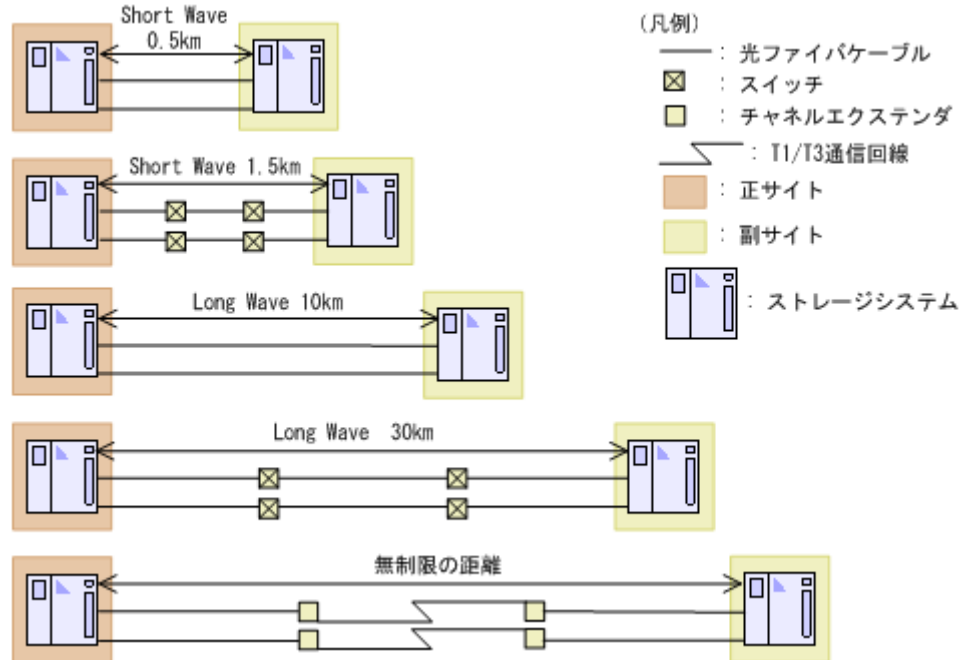 Short Wave
0.5km
Short Wave 1.5km
Long Wave 10km
Long Wave 30km
無制限の距離
(凡例)
: 光ファイバケーブル
: スイッチ
: チャネルエクステンダ
: T1/T3通信回線
: 正サイト
: 副サイト
: ストレージシステム